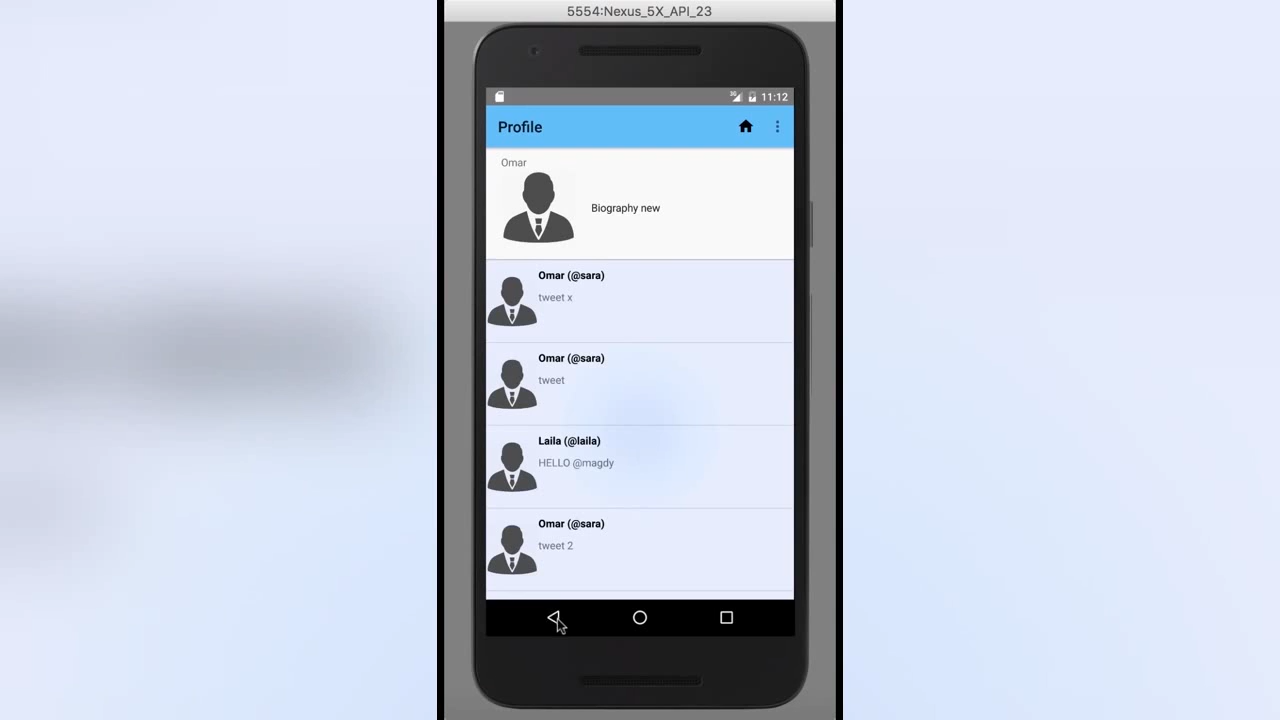 5554:Nexus_5X_API_23
3G 11:12
Profile
Omar
Biography new
Omar (@sara)
tweet x
Omar (@sara)
tweet
Laila (@laila)
HELLO @magdy
Omar (@sara)
tweet 2